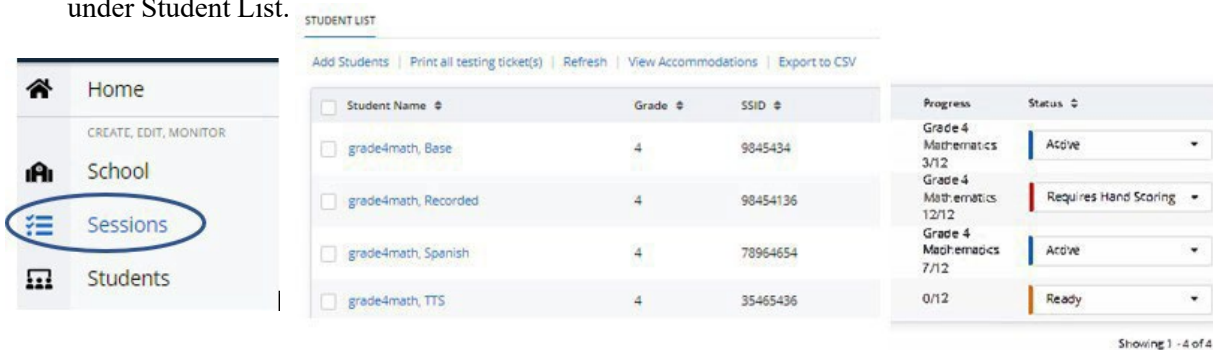 under Student List.
STUDENT LIST
Add Students | Print all testing ticket(s) | Refresh | View Accommodations | Export to CSV
Home
CREATE, EDIT, MONITOR
School
Sessions
Students
Student Name Grade SSID
grade4math, Base 4 9845434
grade4math, Recorded 4 98454136
grade4math, Spanish 4 78964654
grade4math, TTS 4 35465436
Progress Status
Grade 4
Mathematics
3/12
Active
Grade 4
Mathematics
12/12
Requires Hand Scoring
Grade 4
Mathematics
7/12
Active
0/12 Ready
Showing 1 - 4 of 4